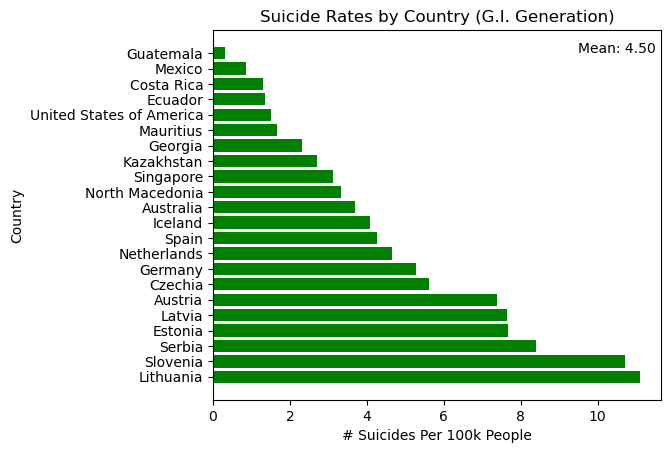 Suicide Rates by Country (G.I. Generation)
Mean: 4.50
Country
Guatemala
Mexico
Costa Rica
Ecuador
United States of America
Mauritius
Georgia
Kazakhstan
Singapore
North Macedonia
Australia
Iceland
Spain
Netherlands
Germany
Czechia
Austria
Latvia
Estonia
Serbia
Slovenia
Lithuania
0 2 4 6 8 10
# Suicides Per 100k People